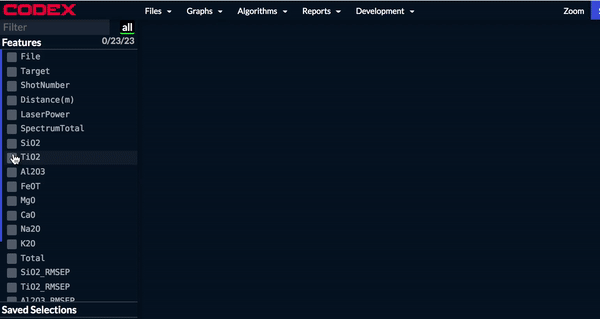 CODEX Files Graphs Algorithms Reports Development Zoom
Filter all
Features 0/23/23
File
Target
ShotNumber
Distance(m)
LaserPower
SpectrumTotal
SiO2
TiO2
Al2O3
FeOT
MgO
CaO
Na2O
K2O
Total
SiO2_RMSEP
TiO2_RMSEP
Al2O3_RMSEP
Saved Selections